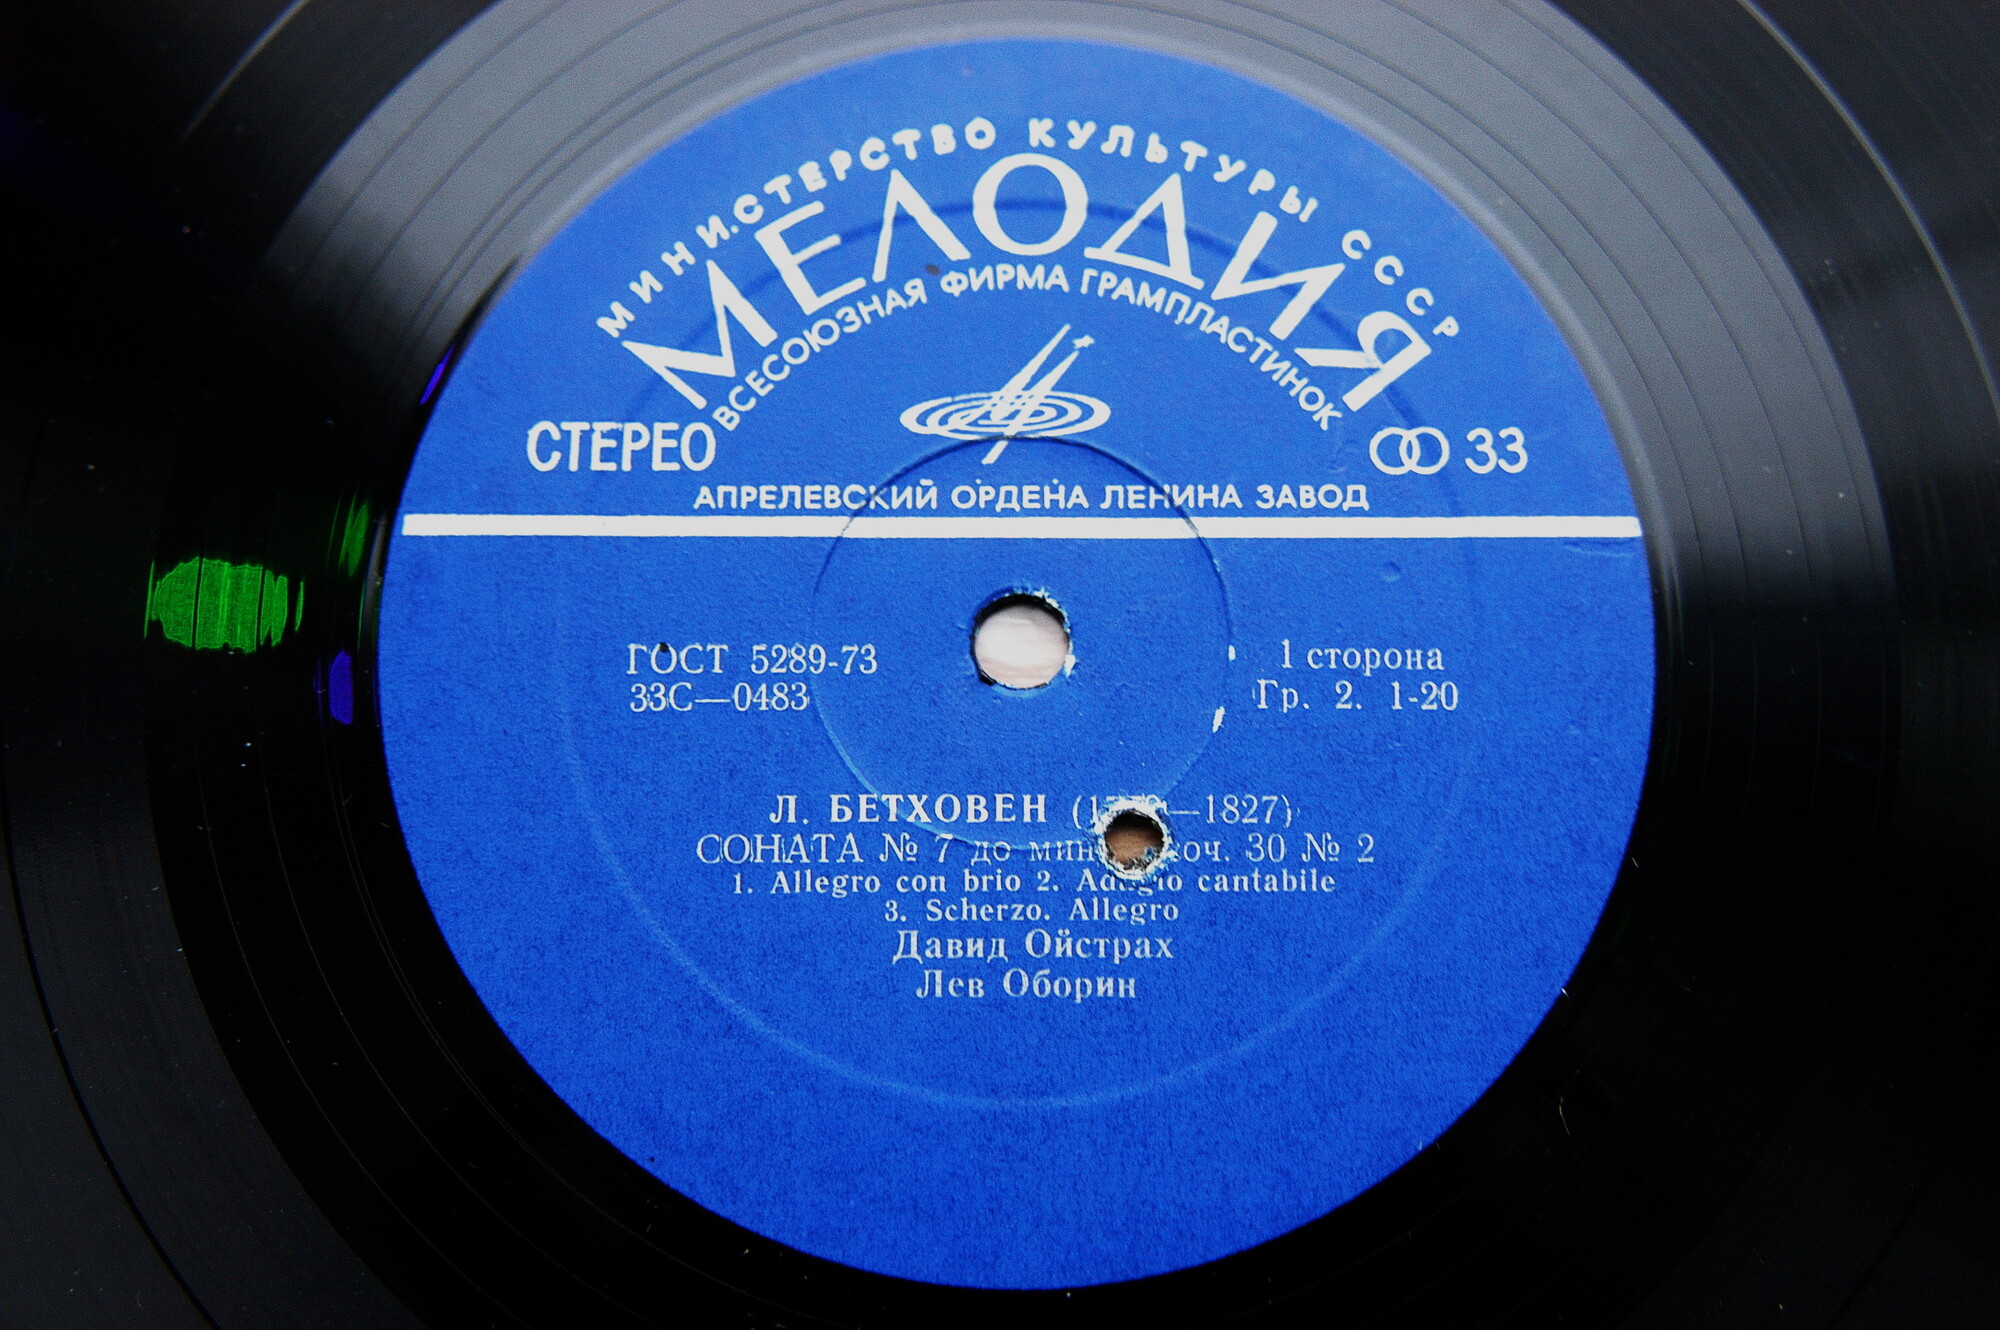 МИНИСТЕРСТВО КУЛЬТУРЫ СССР
МЕЛОДИЯ
ВСЕСОЮЗНАЯ ФИРМА ГРАМПЛАСТИНОК
СТЕРЕО
33
АПРЕЛЕВСКИЙ ОРДЕНА ЛЕНИНА ЗАВОД
ГОСТ 5289-73
33С—0483
1 сторона
Гр. 2. 1-20
Л. БЕТХОВЕН —1827)
СОНАТА № 7 до соч. 30 № 2
1. Allegro con brio 2. Adagio cantabile
3. Scherzo. Allegro
Давид Ойстрах
Лев Оборин